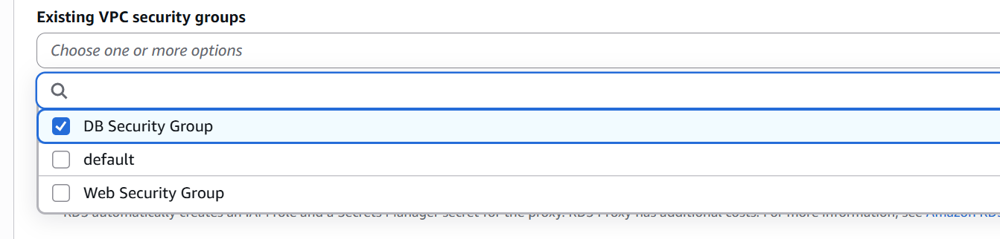 Existing VPC security groups
Choose one or more options
DB Security Group
default
Web Security Group
RDS automatically creates an IAM role and a Secrets Manager secret for the proxy. RDS Proxy has additional costs. For more information, see Amazon RDS